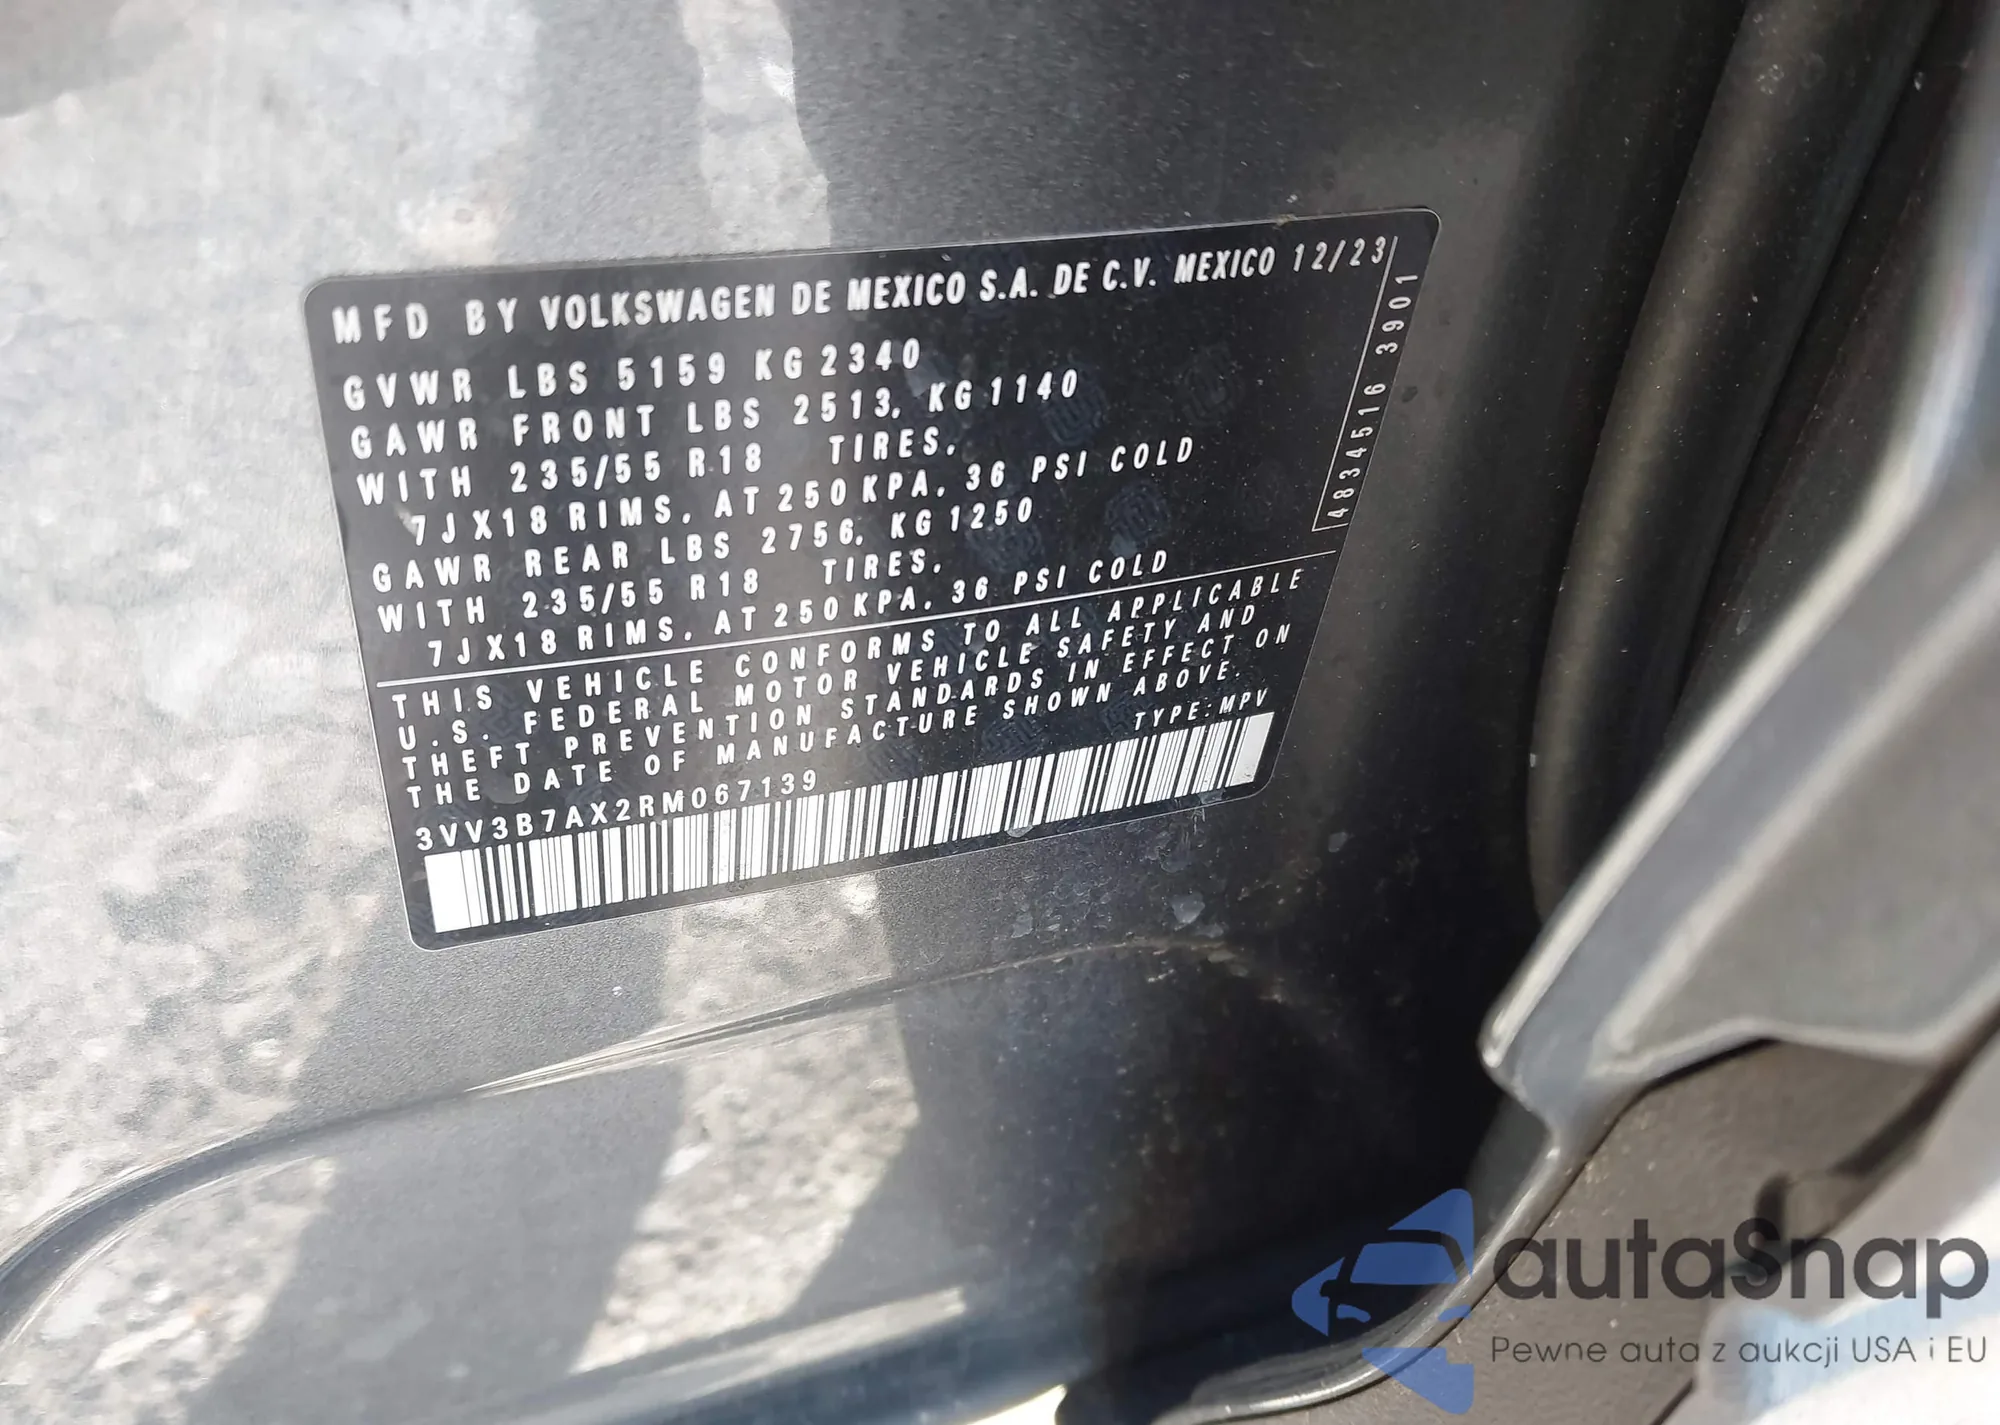 MFD BY VOLKSWAGEN DE MEXICO S.A. DE C.V. MEXICO 12/23
GVWR LBS 5159 KG 2340
GAWR FRONT LBS 2513, KG 1140
WITH 235/55 R18 TIRES,
7JX18 RIMS, AT 250 KPA, 36 PSI COLD
GAWR REAR LBS 2756, KG 1250
WITH 235/55 R18 TIRES,
7JX18 RIMS, AT 250 KPA, 36 PSI COLD
4834516 3901
THIS VEHICLE CONFORMS TO ALL APPLICABLE
U.S. FEDERAL MOTOR VEHICLE SAFETY AND
THEFT PREVENTION STANDARDS IN EFFECT ON
THE DATE OF MANUFACTURE SHOWN ABOVE.
TYPE:MPV
3VV3B7AX2RM067139
autaSnap
Pewne auta z aukcji USA i EU